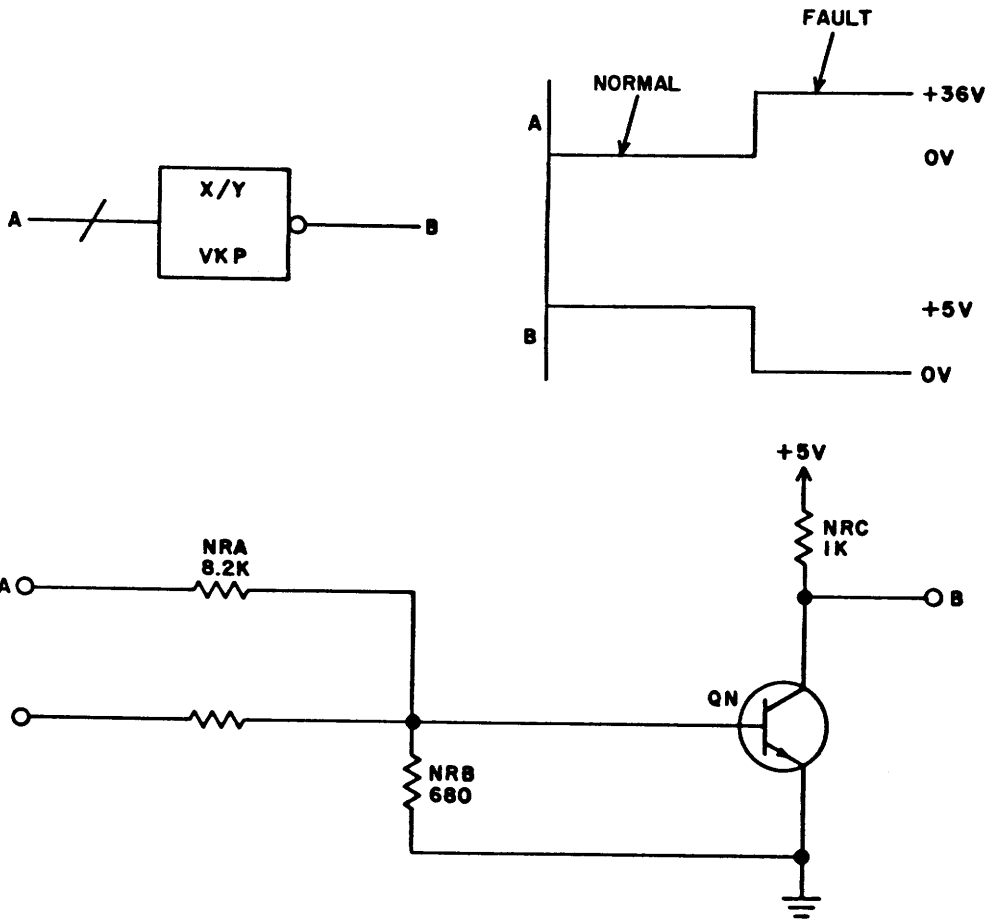 FAULT
NORMAL
+36V
A
0V
X/Y
A
B
VKP
+5V
B
0V
+5V
NRA
8.2K
NRC
1K
A
B
QN
NRB
680